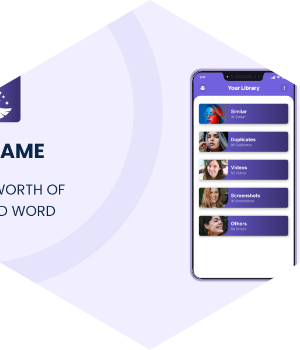 AME
WORTH OF
D WORD
Your Library
Similar
Duplicates
Videos
Screenshots
Others